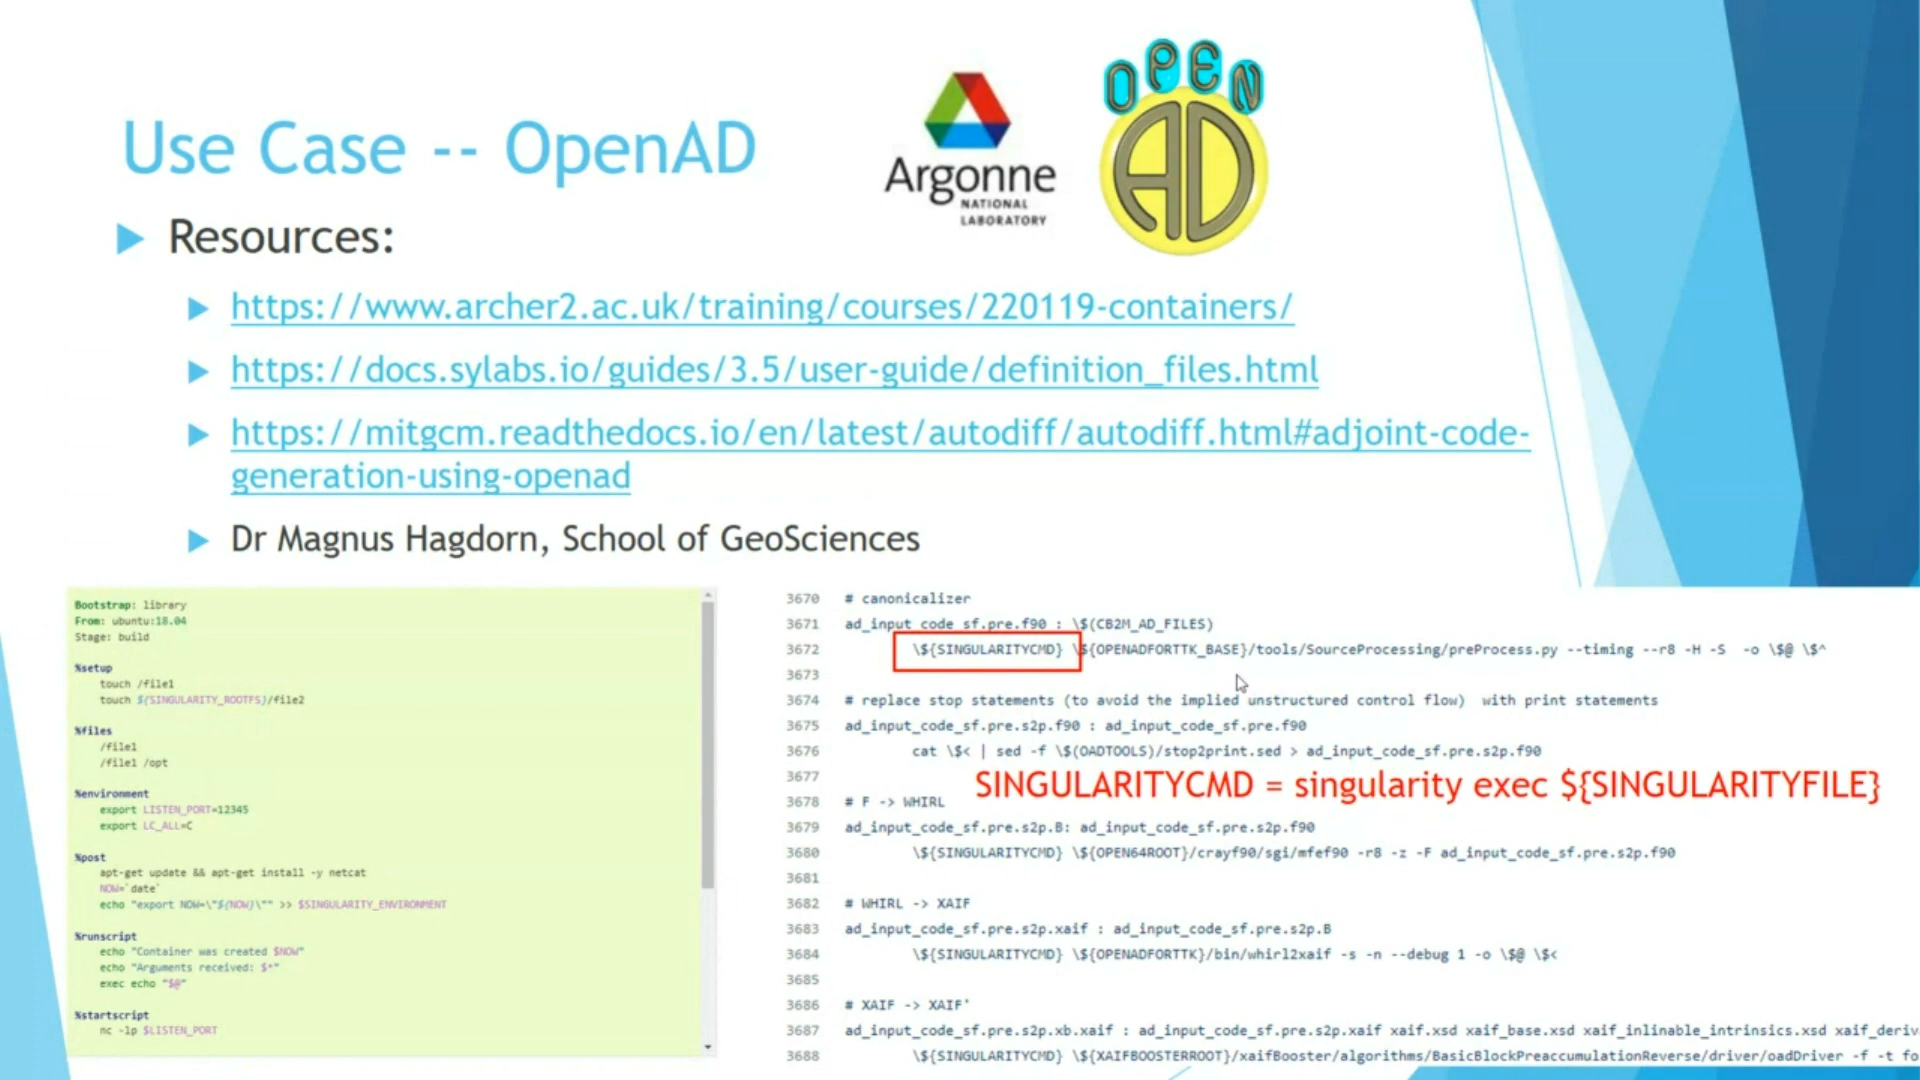 OPEN
AD
Argonne
NATIONAL
LABORATORY
Use Case -- OpenAD
Resources:
https://www.archer2.ac.uk/training/courses/220119-containers/
https://docs.sylabs.io/guides/3.5/user-guide/definition_files.html
https://mitgcm.readthedocs.io/en/latest/autodiff/autodiff.html#adjoint-code-
generation-using-openad
Dr Magnus Hagdorn, School of GeoSciences
Bootstrap: library
From: ubuntu:18.04
Stage: build
%setup
touch /file1
touch ${SINGULARITY_ROOTFS}/file2
%files
/file1
/file1 /opt
%environment
export LISTEN_PORT=12345
export LC_ALL=C
%post
apt-get update && apt-get install -y netcat
NOW=`date`
echo "export NOW=\"${NOW}\"" >> $SINGULARITY_ENVIRONMENT
%runscript
echo "Container was created $NOW"
echo "Arguments received: $*"
exec echo "$@"
%startscript
nc -lp $LISTEN_PORT
3670 # canonicalizer
3671 ad_input_code_sf.pre.f90 : \$(CB2M_AD_FILES)
3672 \${SINGULARITYCMD} \${OPENADFORTTK_BASE}/tools/SourceProcessing/preProcess.py --timing --r8 -H -S -o \$@ \$^
3673
3674 # replace stop statements (to avoid the implied unstructured control flow) with print statements
3675 ad_input_code_sf.pre.s2p.f90 : ad_input_code_sf.pre.f90
3676 cat \$< | sed -f \$(OADTOOLS)/stop2print.sed > ad_input_code_sf.pre.s2p.f90
3677
SINGULARITYCMD = singularity exec ${SINGULARITYFILE}
3678 # F -> WHIRL
3679 ad_input_code_sf.pre.s2p.B: ad_input_code_sf.pre.s2p.f90
3680 \${SINGULARITYCMD} \${OPEN64ROOT}/crayf90/sgi/mfef90 -r8 -z -F ad_input_code_sf.pre.s2p.f90
3681
3682 # WHIRL -> XAIF
3683 ad_input_code_sf.pre.s2p.xaif : ad_input_code_sf.pre.s2p.B
3684 \${SINGULARITYCMD} \${OPENADFORTTK}/bin/whirl2xaif -s -n --debug 1 -o \$@ \$<
3685
3686 # XAIF -> XAIF'
3687 ad_input_code_sf.pre.s2p.xb.xaif : ad_input_code_sf.pre.s2p.xaif xaif.xsd xaif_base.xsd xaif_inlinable_intrinsics.xsd xaif_deriv
3688 \${SINGULARITYCMD} \${XAIFBOOSTERROOT}/xaifBooster/algorithms/BasicBlockPreaccumulationReverse/driver/oadDriver -f -t fo